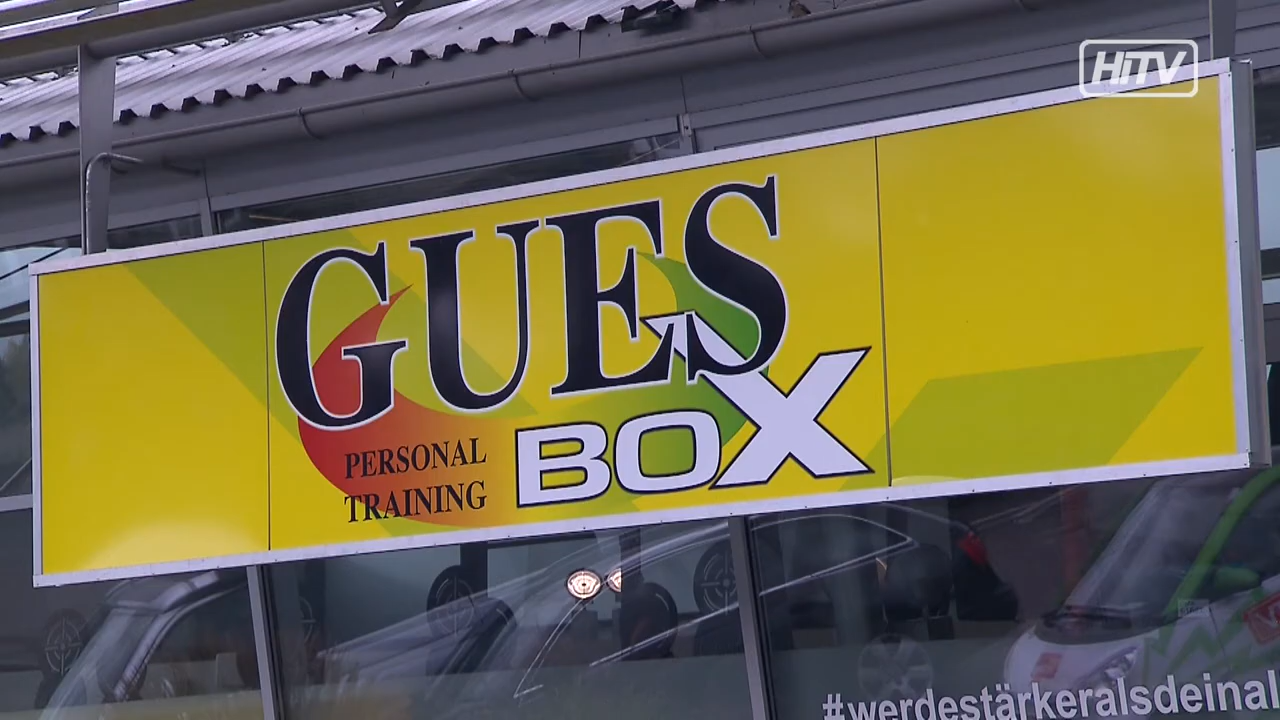 HiTV
GUES
BOX
PERSONAL
TRAINING
#werdestärkeralsdeinal